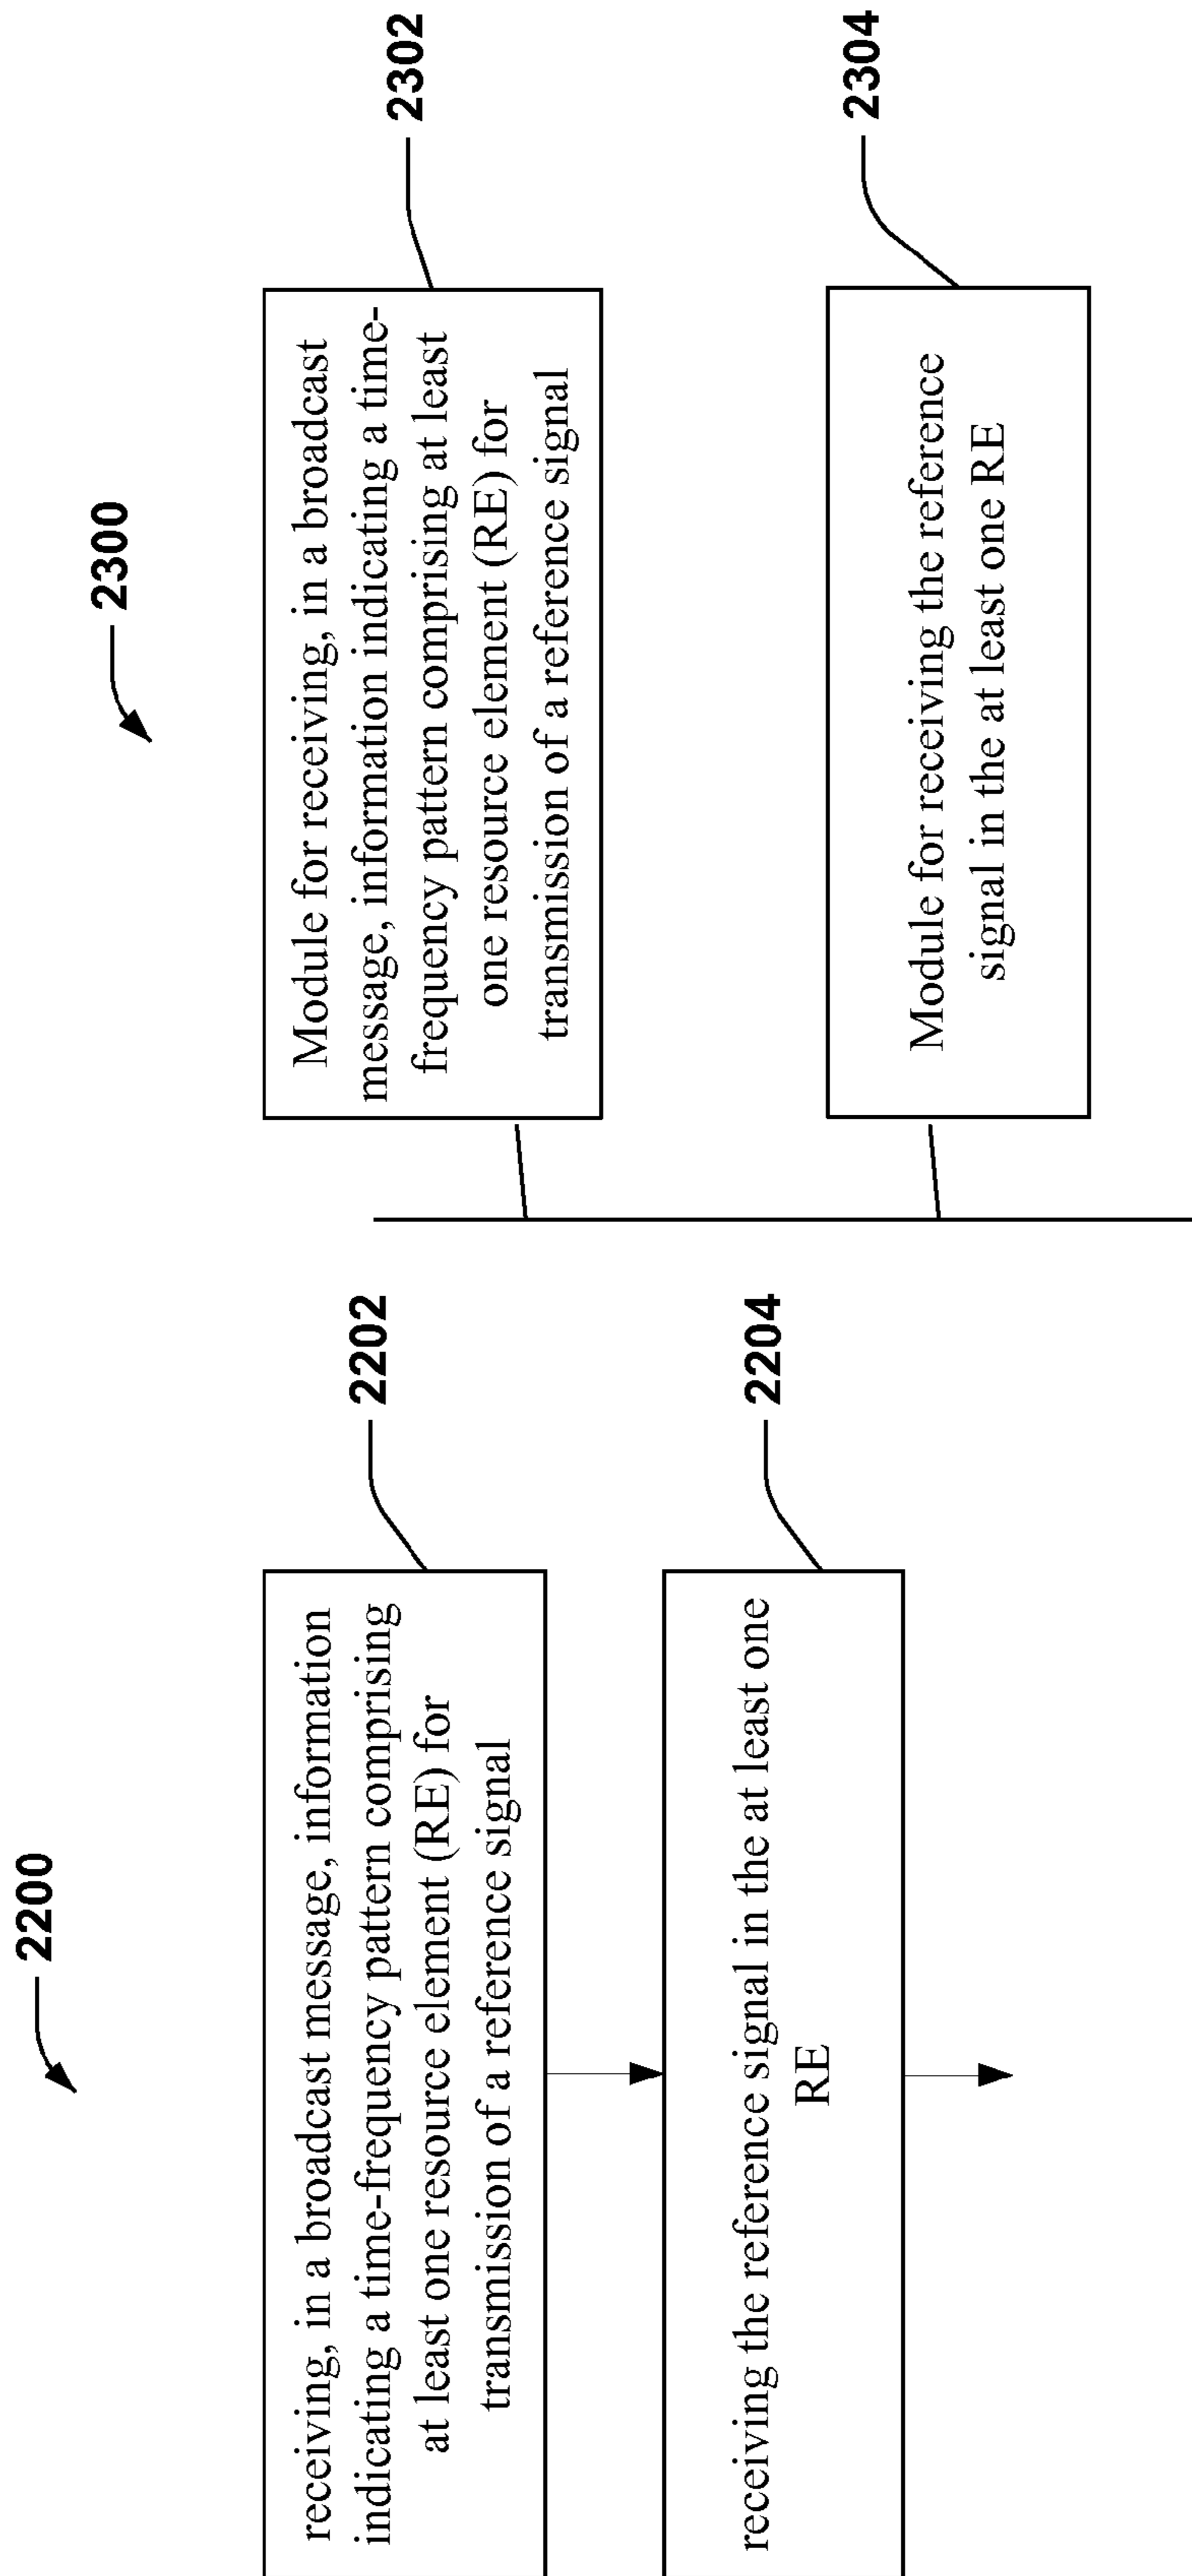 2200
receiving, in a broadcast message, information
indicating a time-frequency pattern comprising
at least one resource element (RE) for
transmission of a reference signal
2202
receiving the reference signal in the at least one
RE
2204
2300
Module for receiving, in a broadcast
message, information indicating a time-
frequency pattern comprising at least
one resource element (RE) for
transmission of a reference signal
2302
Module for receiving the reference
signal in the at least one RE
2304